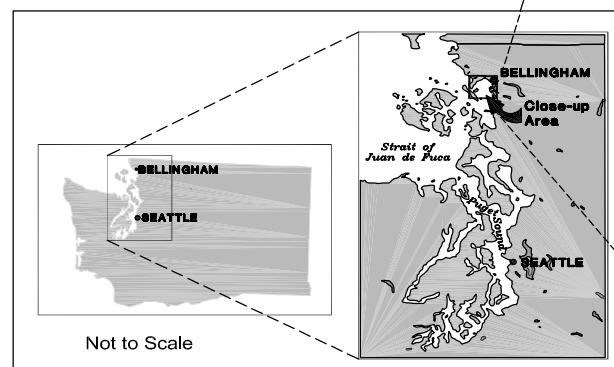 BELLINGHAM
SEATTLE
Not to Scale
BELLINGHAM
Close-up
Area
Strait of
Juan de Fuca
Puget Sound
SEATTLE